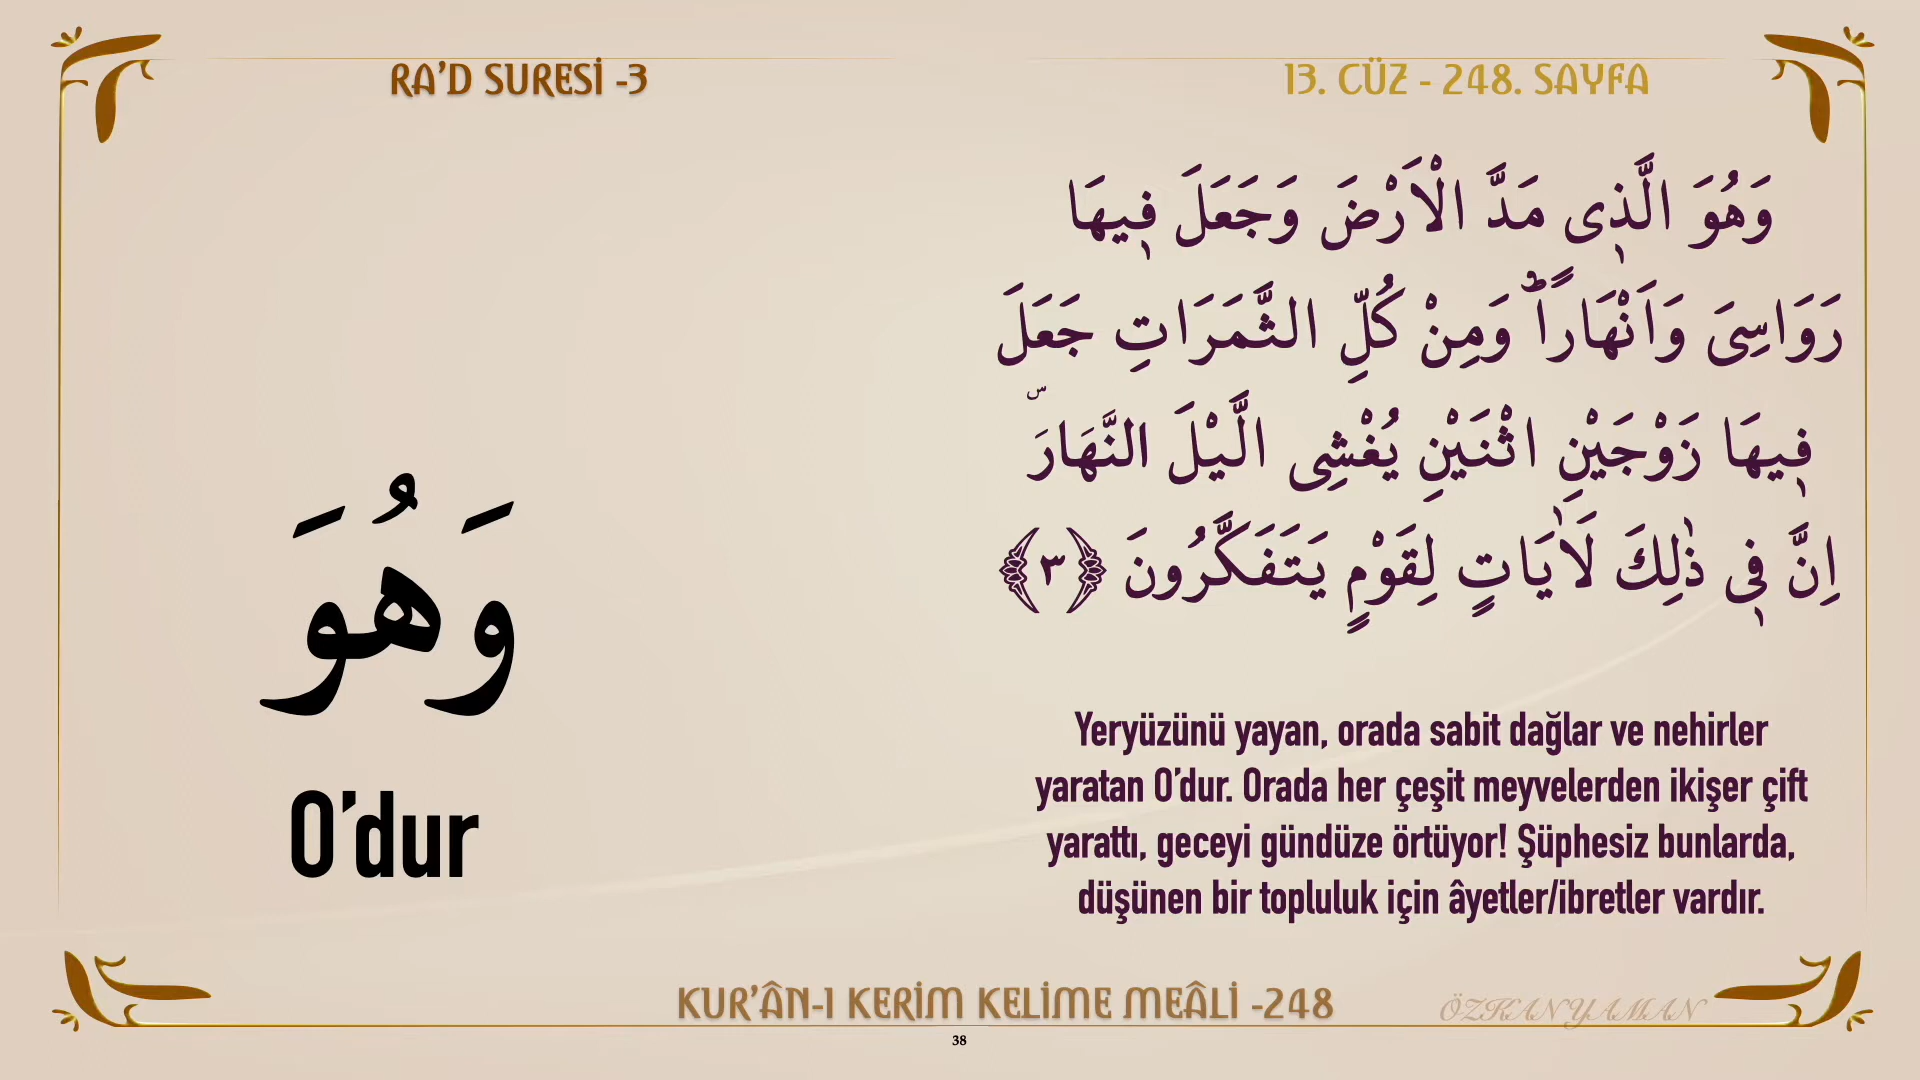 RA’D SURESİ -3
13. CÜZ - 248. SAYFA
وَهُوَ الَّذ۪ى مَدَّ الْاَرْضَ وَجَعَلَ ف۪يهَا
رَوَاسِىَ وَاَنْهَاراًۜ وَمِنْ كُلِّ الثَّمَرَاتِ جَعَلَ
ف۪يهَا زَوْجَيْنِ اثْنَيْنِ يُغْشِى الَّيْلَ النَّهَارَۜ
اِنَّ ف۪ى ذٰلِكَ لَاٰيَاتٍ لِقَوْمٍ يَتَفَكَّرُونَ ﴿٣﴾
وَهُوَ
O’dur
Yeryüzünü yayan, orada sabit dağlar ve nehirler
yaratan O’dur. Orada her çeşit meyvelerden ikişer çift
yarattı, geceyi gündüze örtüyor! Şüphesiz bunlarda,
düşünen bir topluluk için âyetler/ibretler vardır.
KUR’ÂN-I KERİM KELİME MEÂLİ -248
ÖZKAN YAMAN
38